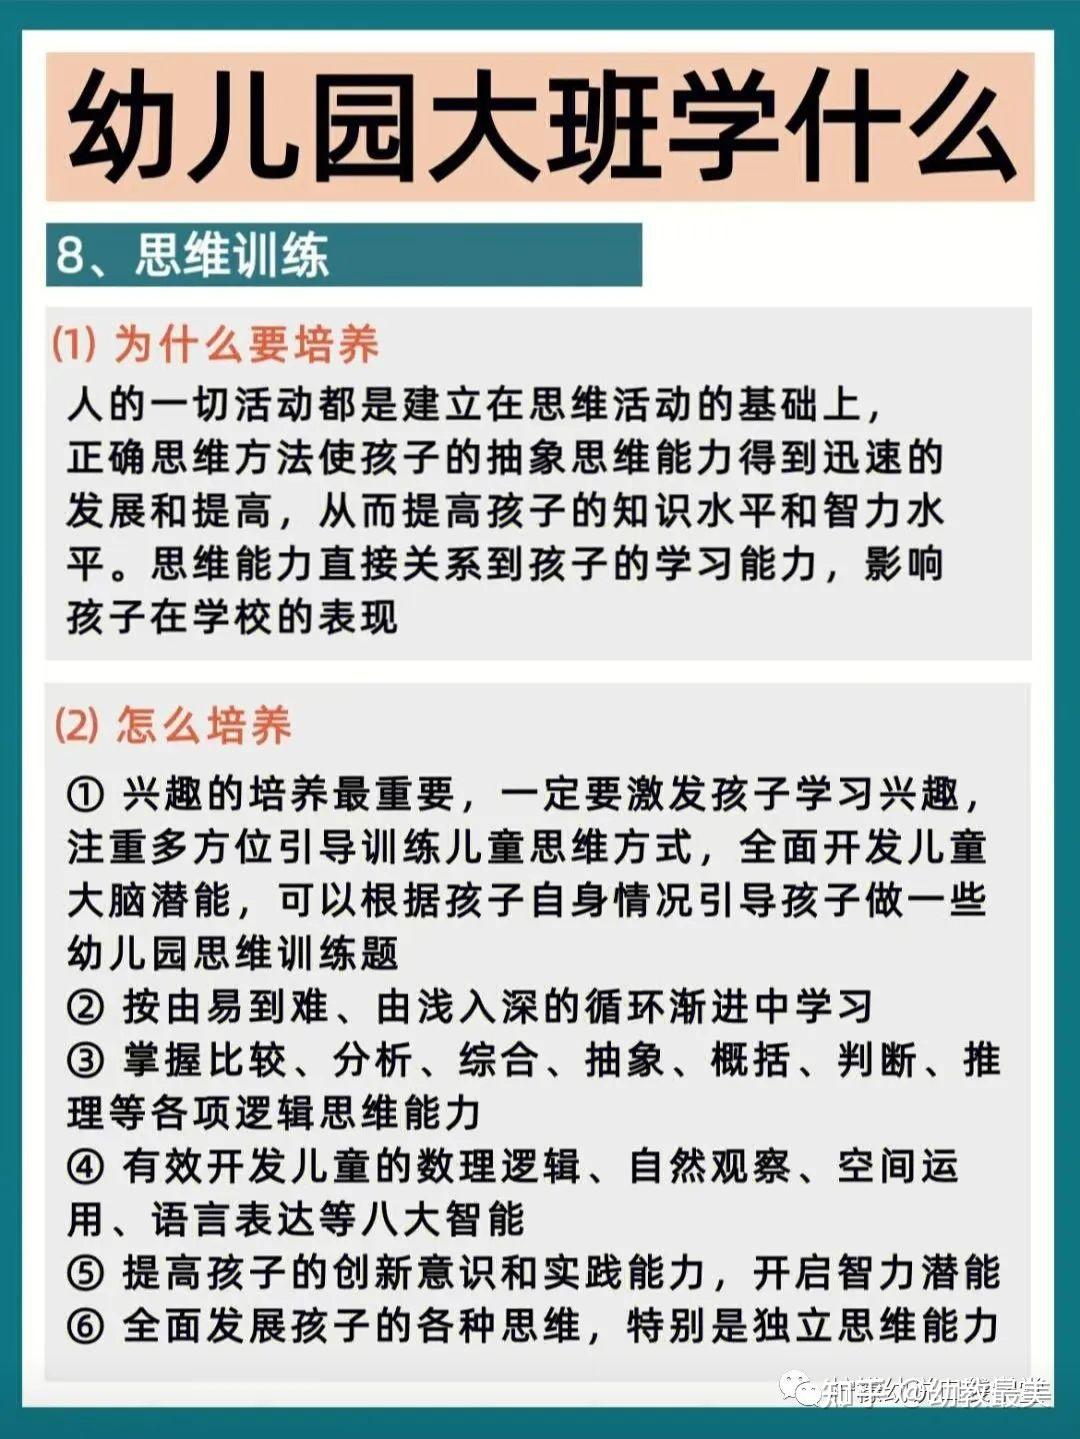 幼儿园大班学什么
8、思维训练
(1) 为什么要培养
人的一切活动都是建立在思维活动的基础上，
正确思维方法使孩子的抽象思维能力得到迅速的
发展和提高，从而提高孩子的知识水平和智力水
平。思维能力直接关系到孩子的学习能力，影响
孩子在学校的表现
(2) 怎么培养
① 兴趣的培养最重要，一定要激发孩子学习兴趣，
注重多方位引导训练儿童思维方式，全面开发儿童
大脑潜能，可以根据孩子自身情况引导孩子做一些
幼儿园思维训练题
② 按由易到难、由浅入深的循环渐进中学习
③ 掌握比较、分析、综合、抽象、概括、判断、推
理等各项逻辑思维能力
④ 有效开发儿童的数理逻辑、自然观察、空间运
用、语言表达等八大智能
⑤ 提高孩子的创新意识和实践能力，开启智力潜能
⑥ 全面发展孩子的各种思维，特别是独立思维能力
知乎 @幼教最美